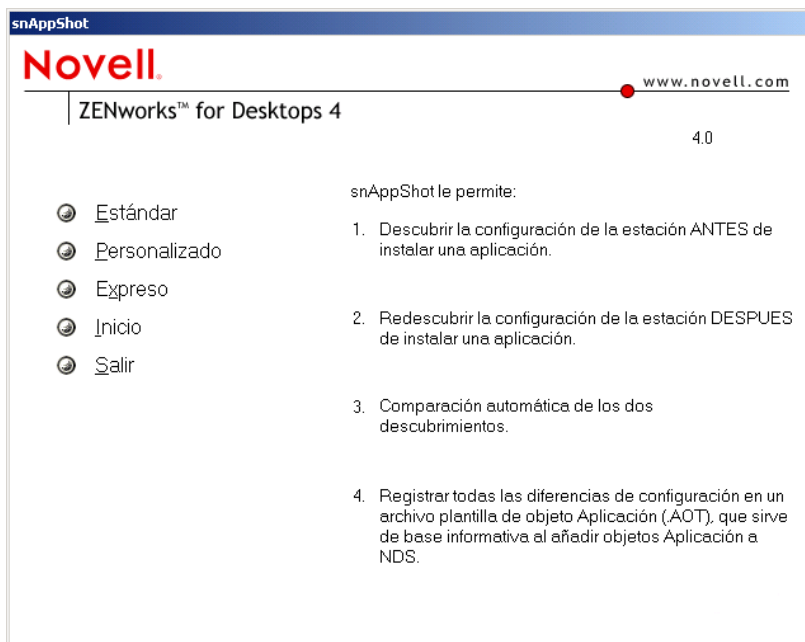 snAppShot
Novell.
www.novell.com
ZENworks™ for Desktops 4
4.0
Estándar
Personalizado
Expreso
Inicio
Salir
snAppShot le permite:
1. Descubrir la configuración de la estación ANTES de
instalar una aplicación.
2. Redescubrir la configuración de la estación DESPUES
de instalar una aplicación.
3. Comparación automática de los dos
descubrimientos.
4. Registrar todas las diferencias de configuración en un
archivo plantilla de objeto Aplicación (.AOT), que sirve
de base informativa al añadir objetos Aplicación a
NDS.